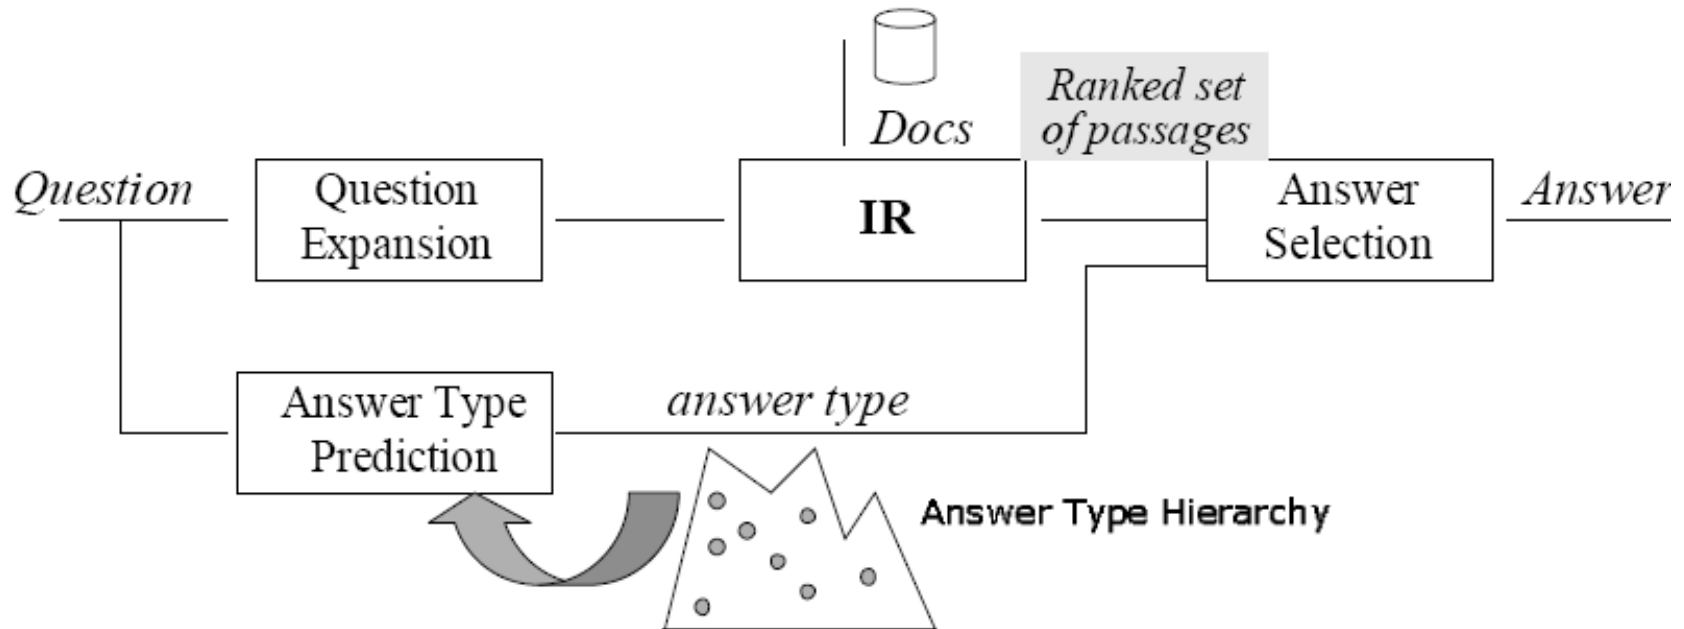 Docs
Ranked set
of passages
Question
Question
Expansion
IR
Answer
Selection
Answer
Answer Type
Prediction
answer type
Answer Type Hierarchy